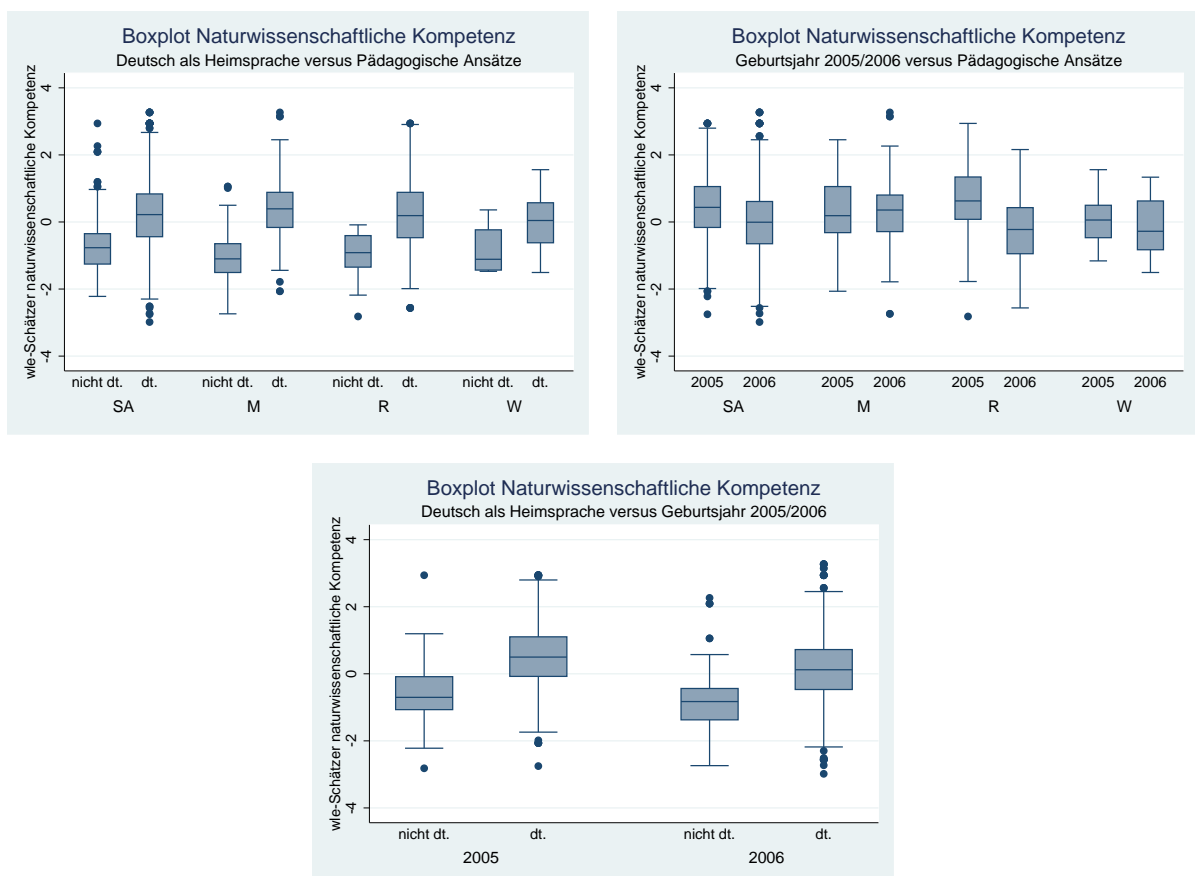 Boxplot Naturwissenschaftliche Kompetenz
Deutsch als Heimsprache versus Pädagogische Ansätze
wle-Schätzer naturwissenschaftliche Kompetenz
4
2
0
-2
-4
nicht dt. dt. nicht dt. dt. nicht dt. dt. nicht dt. dt.
SA M R W
Boxplot Naturwissenschaftliche Kompetenz
Geburtsjahr 2005/2006 versus Pädagogische Ansätze
wle-Schätzer naturwissenschaftliche Kompetenz
4
2
0
-2
-4
2005 2006 2005 2006 2005 2006 2005 2006
SA M R W
Boxplot Naturwissenschaftliche Kompetenz
Deutsch als Heimsprache versus Geburtsjahr 2005/2006
wle-Schätzer naturwissenschaftliche Kompetenz
4
2
0
-2
-4
nicht dt. dt. nicht dt. dt.
2005 2006